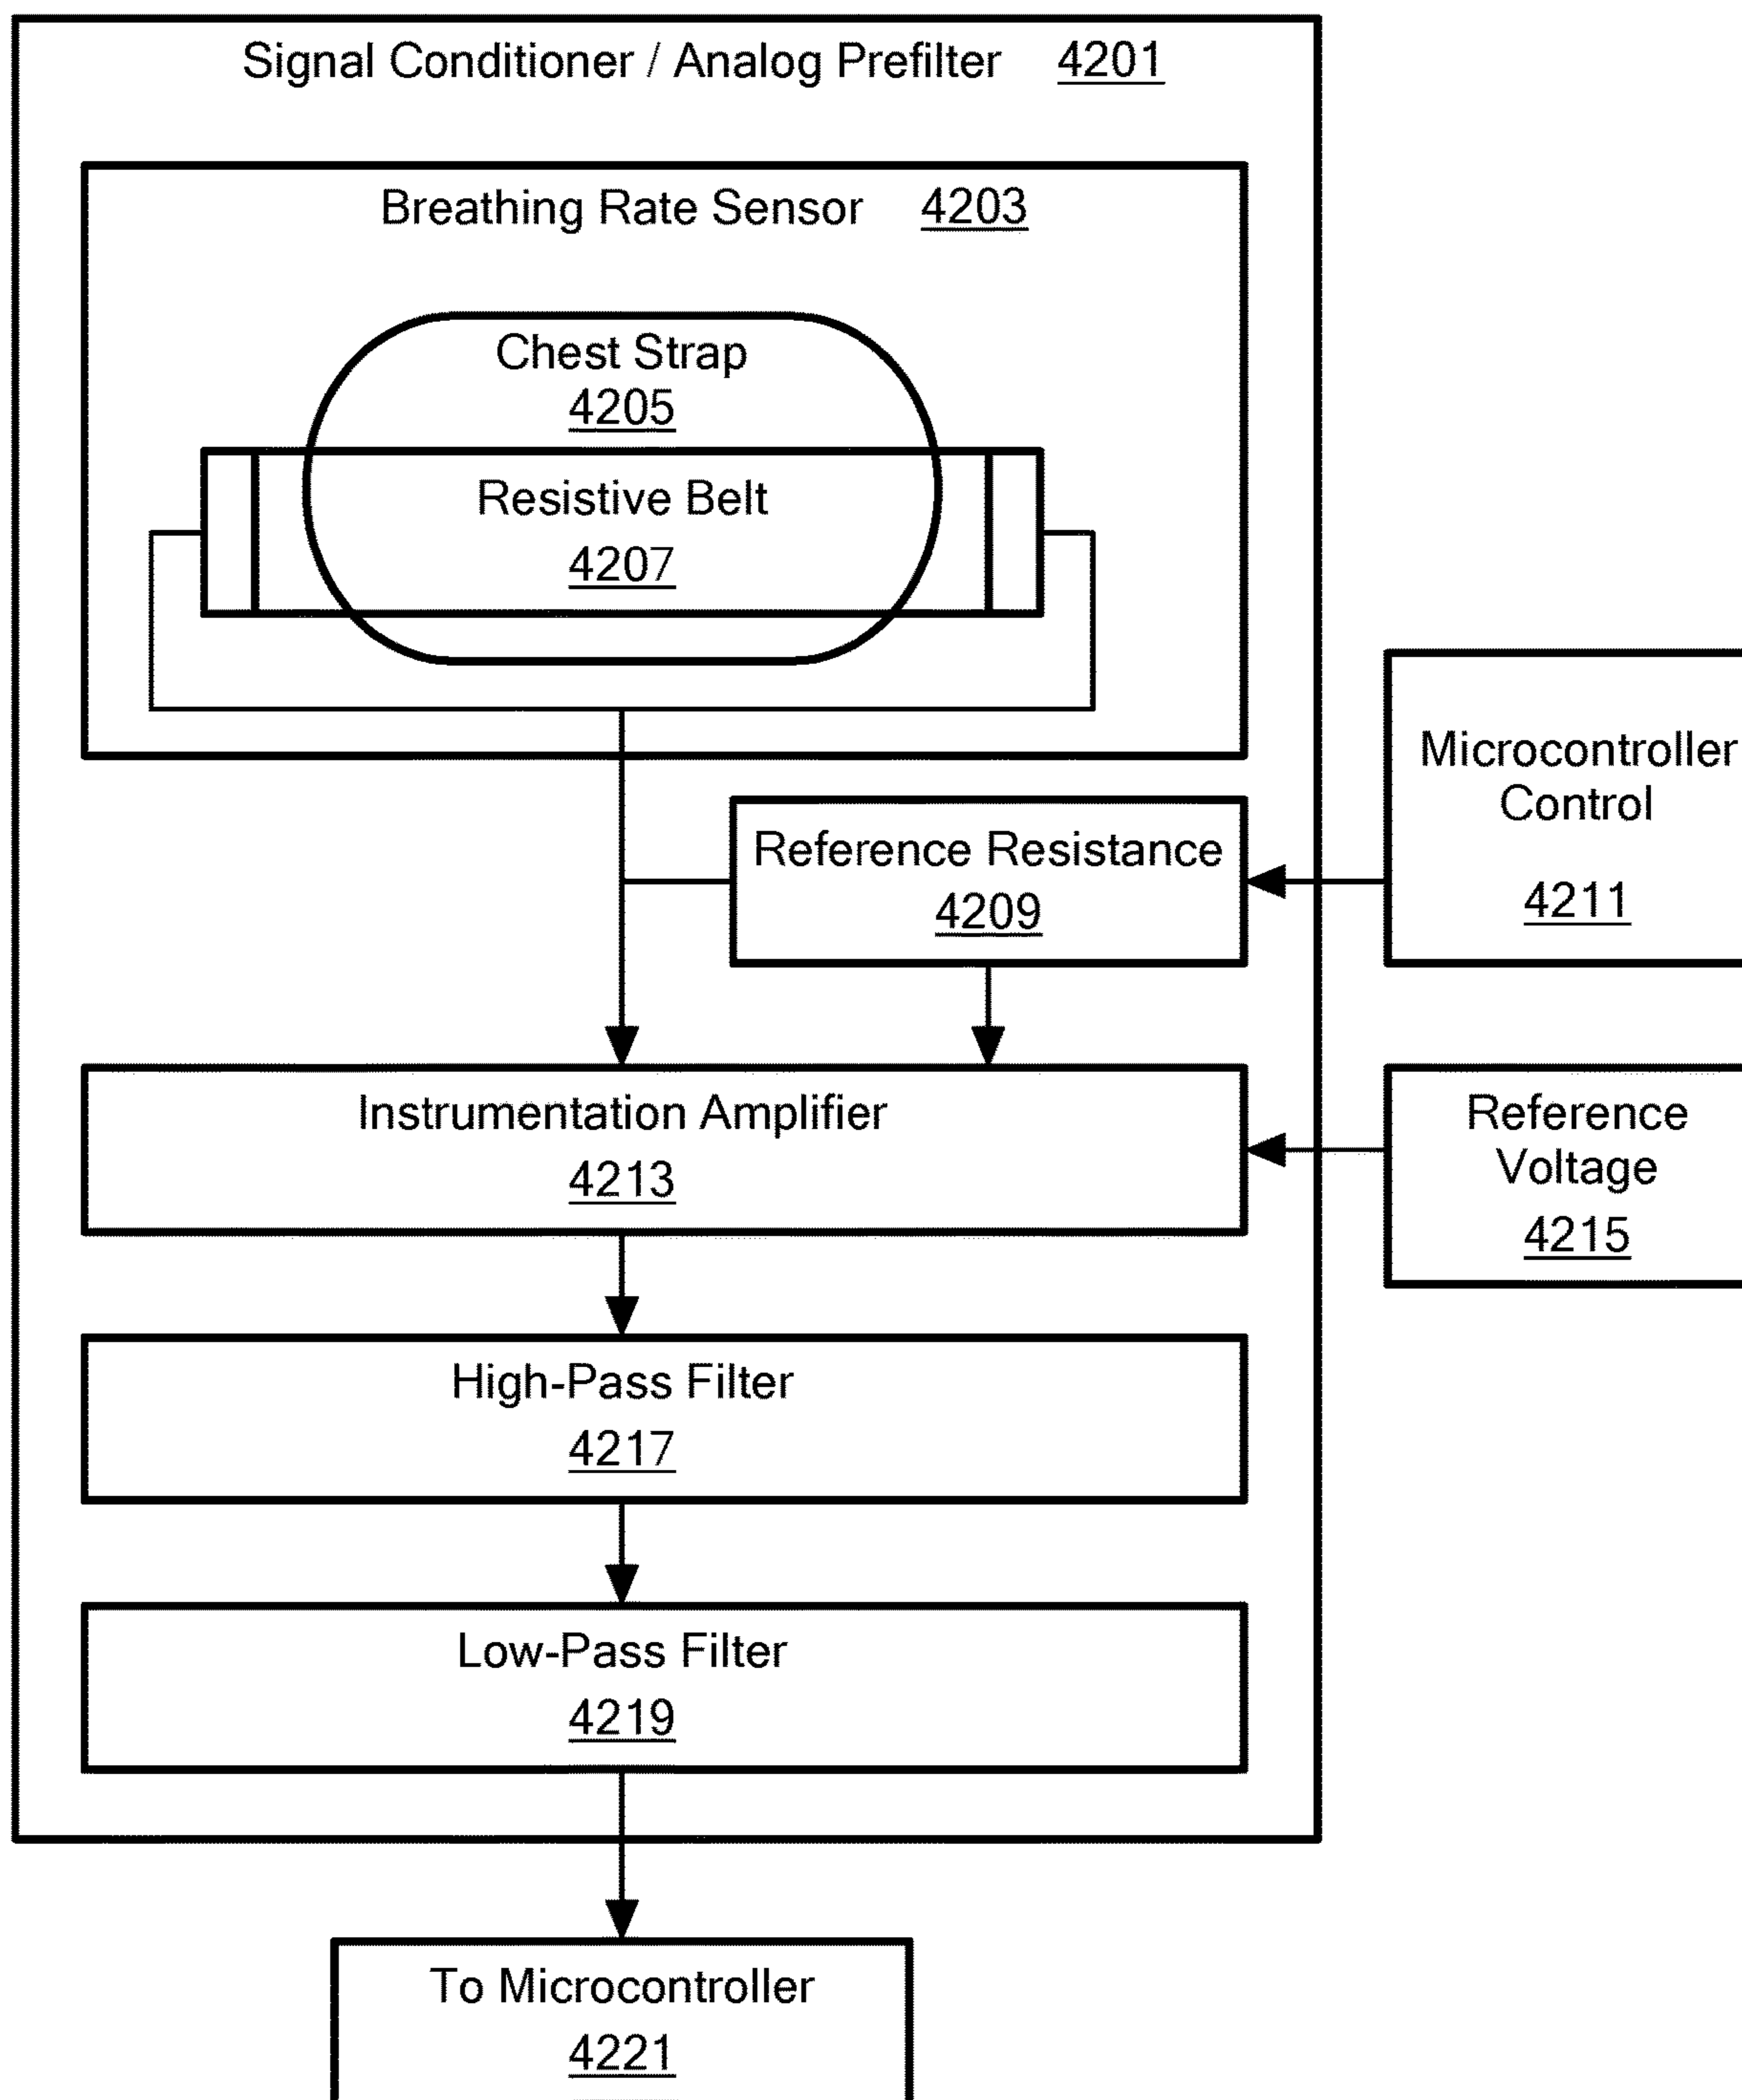 Signal Conditioner / Analog Prefilter 4201
Breathing Rate Sensor 4203
Chest Strap
4205
Resistive Belt
4207
Microcontroller
Control
4211
Reference Resistance
4209
Instrumentation Amplifier
4213
Reference
Voltage
4215
High-Pass Filter
4217
Low-Pass Filter
4219
To Microcontroller
4221